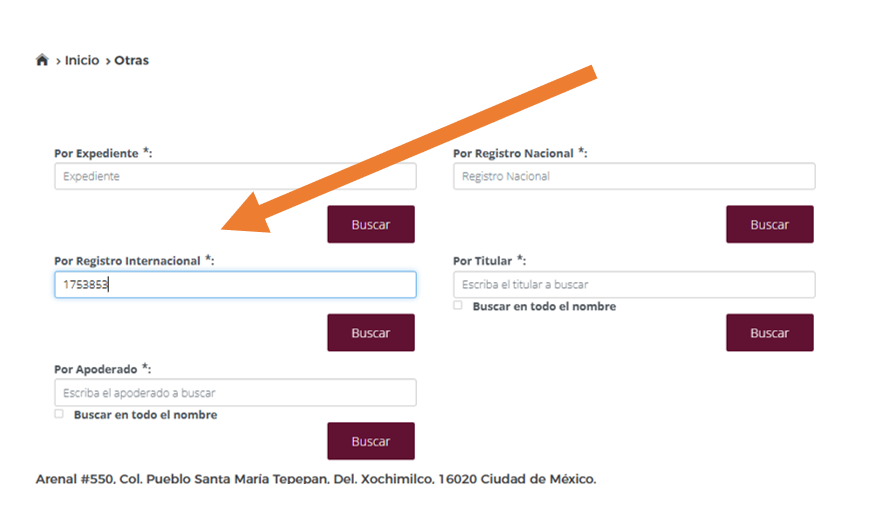 > Inicio > Otras
Por Expediente *:
Expediente
Buscar
Por Registro Nacional *:
Registro Nacional
Buscar
Por Registro Internacional *:
1753853
Buscar
Por Titular *:
Escriba el titular a buscar
Buscar en todo el nombre
Buscar
Por Apoderado *:
Escriba el apoderado a buscar
Buscar en todo el nombre
Buscar
Arenal #550, Col. Pueblo Santa María Tepepan, Del. Xochimilco, 16020 Ciudad de México.